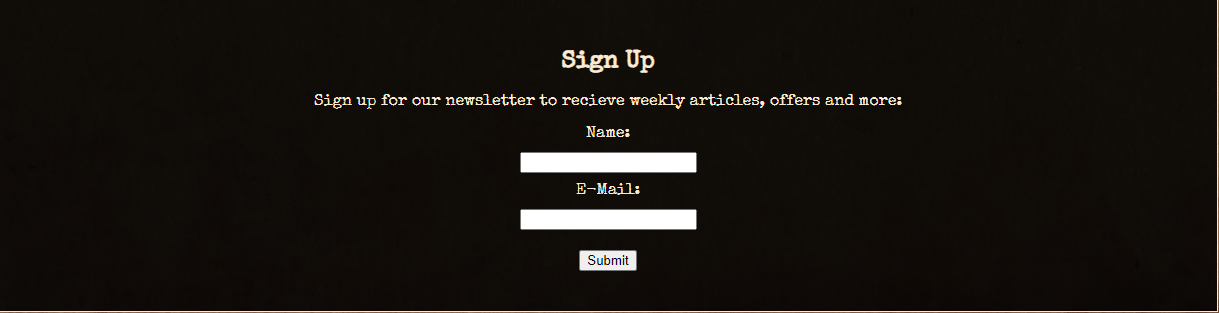 Sign Up
Sign up for our newsletter to recieve weekly articles, offers and more:
Name:
E-Mail:
Submit